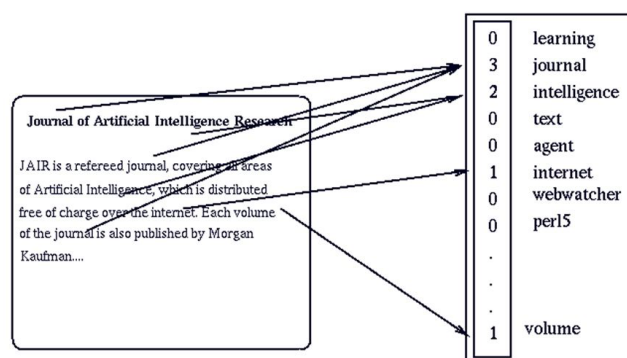 Journal of Artificial Intelligence Research
JAIR is a refereed journal, covering all areas
of Artificial Intelligence, which is distributed
free of charge over the internet. Each volume
of the journal is also published by Morgan
Kaufman....
0 learning
3 journal
2 intelligence
0 text
0 agent
1 internet
0 webwatcher
0 perl5
.
.
.
1 volume